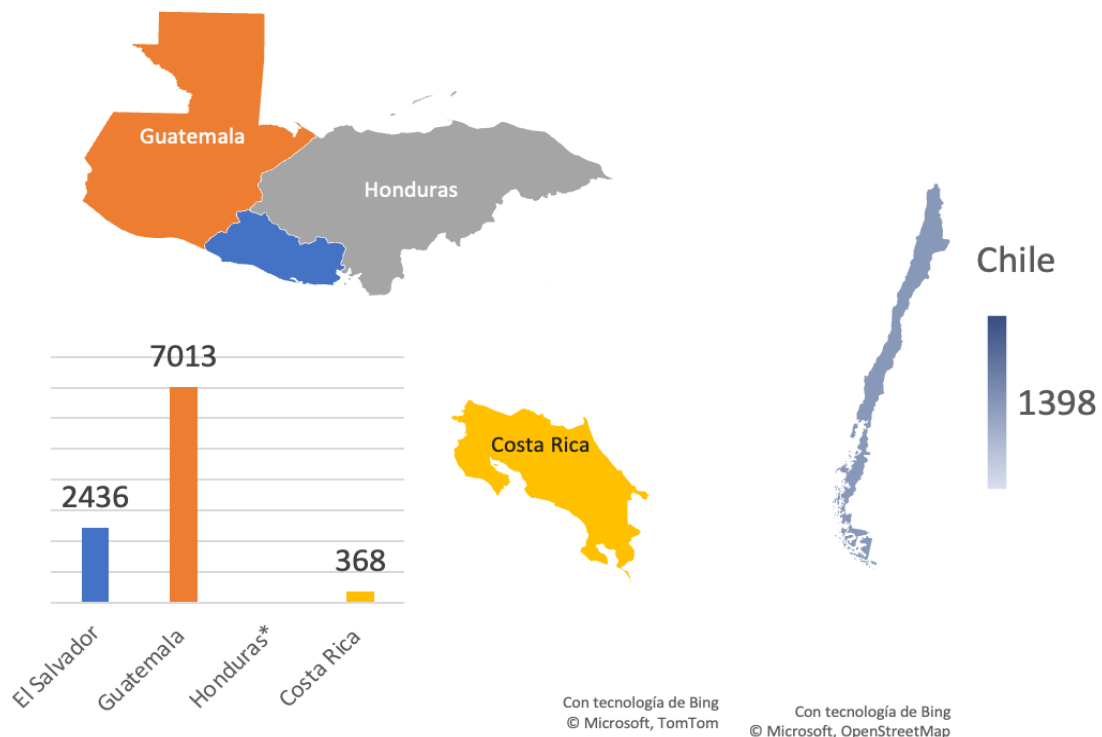 Guatemala
Honduras
Chile
1398
7013
2436
368
El Salvador
Guatemala
Honduras*
Costa Rica
Costa Rica
Con tecnología de Bing
© Microsoft, TomTom
Con tecnología de Bing
© Microsoft, OpenStreetMap